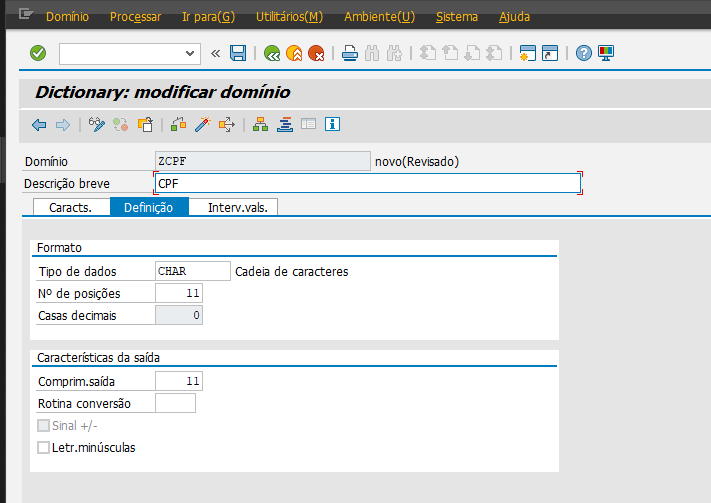 Domínio Processar Ir para(G) Utilitários(M) Ambiente(U) Sistema Ajuda
Dictionary: modificar domínio
Domínio ZCPF novo(Revisado)
Descrição breve CPF
Caracts. Definição Interv.vals.
Formato
Tipo de dados CHAR Cadeia de caracteres
Nº de posições 11
Casas decimais 0
Características da saída
Comprim.saída 11
Rotina conversão
Sinal +/-
Letr.minúsculas